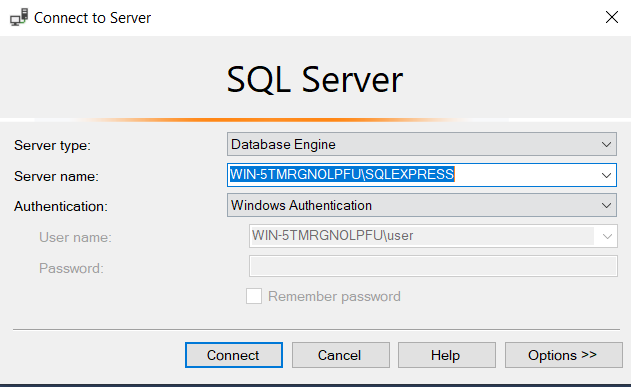 Connect to Server
SQL Server
Server type: Database Engine
Server name: WIN-5TMRGNOLPFU\SQLEXPRESS
Authentication: Windows Authentication
User name: WIN-5TMRGNOLPFU\user
Password:
Remember password
Connect Cancel Help Options >>